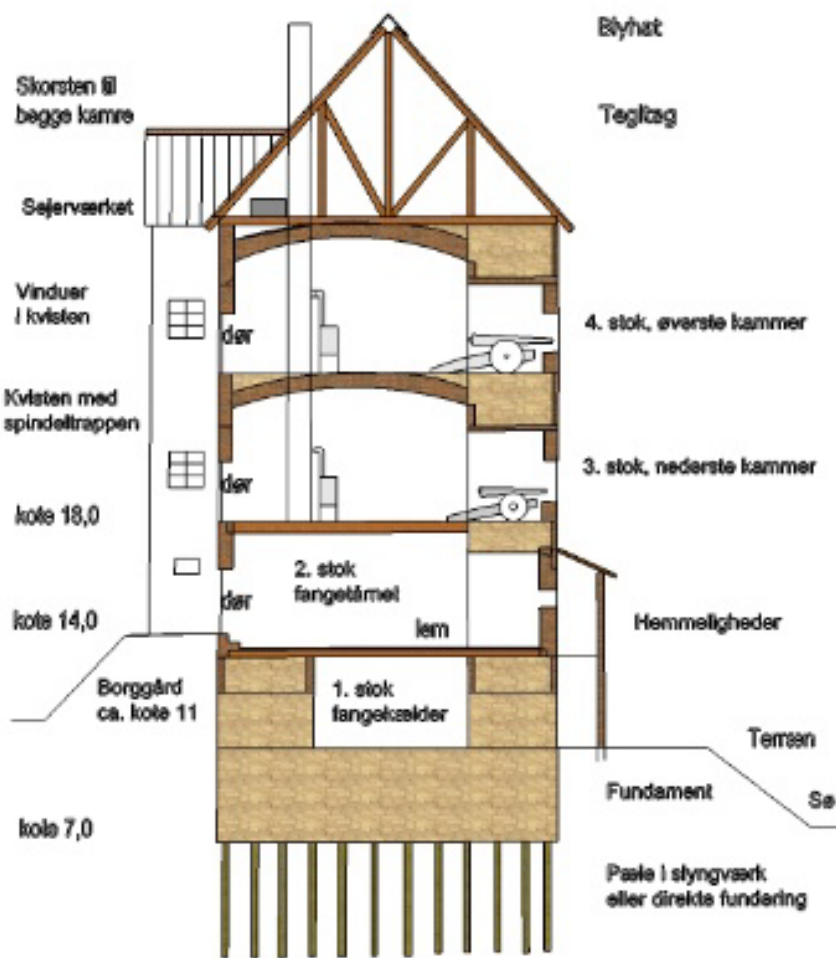 Blyhat
Skorsten til
begge kamre
Tegltag
Sejerværket
Vinduer
i kvisten
dør
4. stok, øverste kammer
Kvisten med
spindeltrappen
3. stok, nederste kammer
dør
kote 18,0
2. stok
fangetårnet
dør
kote 14,0
lem
Hemmeligheder
Borggård
ca. kote 11
1. stok
fangekælder
Terræn
Fundament
Sø
kote 7,0
Pæle i slyngværk
eller direkte fundering